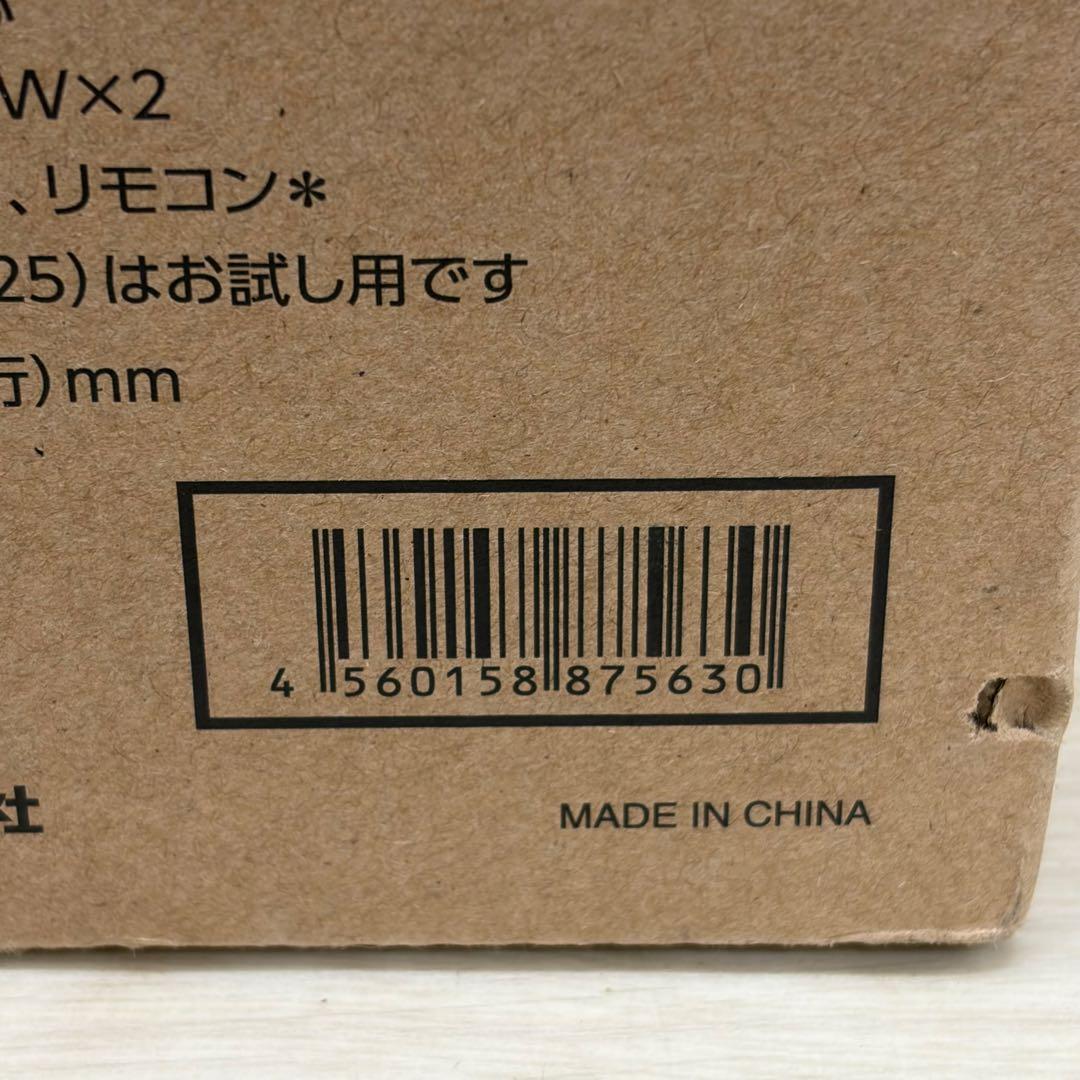 W×2
、リモコン＊
25)はお試し用です
行)mm
4 560158 875630
社
MADE IN CHINA